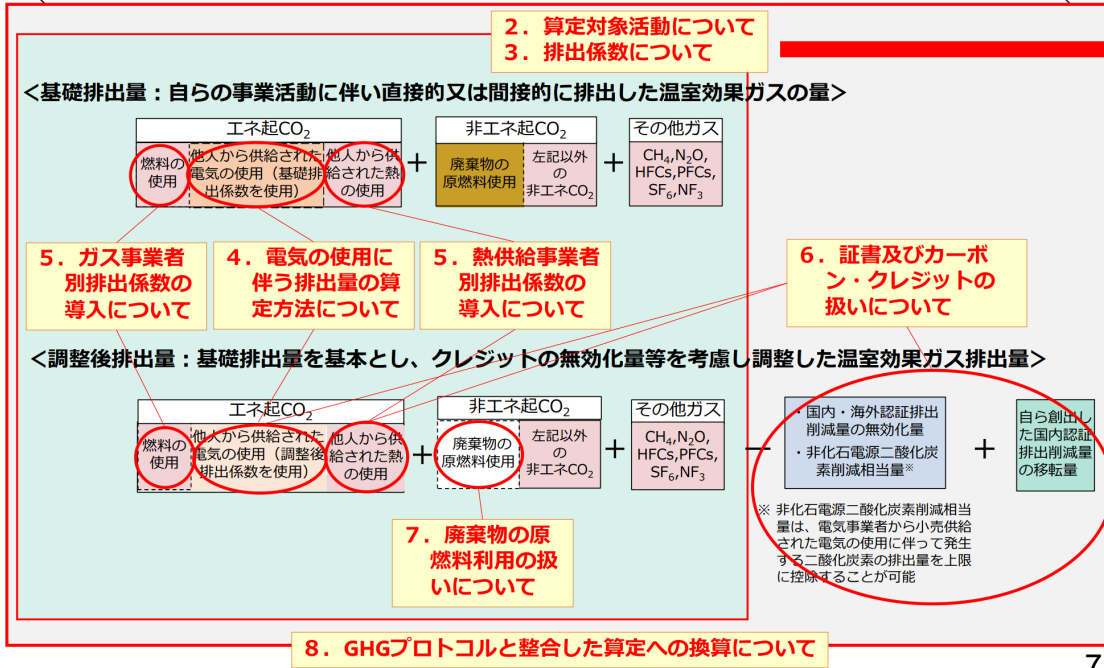 2．算定対象活動について
3．排出係数について
＜基礎排出量：自らの事業活動に伴い直接的又は間接的に排出した温室効果ガスの量＞
エネ起CO2
燃料の
使用
他人から供給された
電気の使用（基礎排
出係数を使用）
他人から供
給された熱
の使用
＋
非エネ起CO2
廃棄物の
原燃料使用
左記以外
の
非エネCO2
＋
その他ガス
CH4,N2O,
HFCs,PFCs,
SF6,NF3
5．ガス事業者
別排出係数の
導入について
4．電気の使用に
伴う排出量の算
定方法について
5．熱供給事業者
別排出係数の
導入について
6．証書及びカーボ
ン・クレジットの
扱いについて
＜調整後排出量：基礎排出量を基本とし、クレジットの無効化量等を考慮し調整した温室効果ガス排出量＞
エネ起CO2
燃料の
使用
他人から供給された
電気の使用（調整後
排出係数を使用）
他人から供
給された熱
の使用
＋
非エネ起CO2
廃棄物の
原燃料使用
左記以外
の
非エネCO2
＋
その他ガス
CH4,N2O,
HFCs,PFCs,
SF6,NF3
－
・国内・海外認証排出
削減量の無効化量
・非化石電源二酸化炭
素削減相当量※
＋
自ら創出し
た国内認証
排出削減量
の移転量
※ 非化石電源二酸化炭素削減相当
量は、電気事業者から小売供給
された電気の使用に伴って発生
する二酸化炭素の排出量を上限
に控除することが可能
7．廃棄物の原
燃料利用の扱
いについて
8．GHGプロトコルと整合した算定への換算について
7